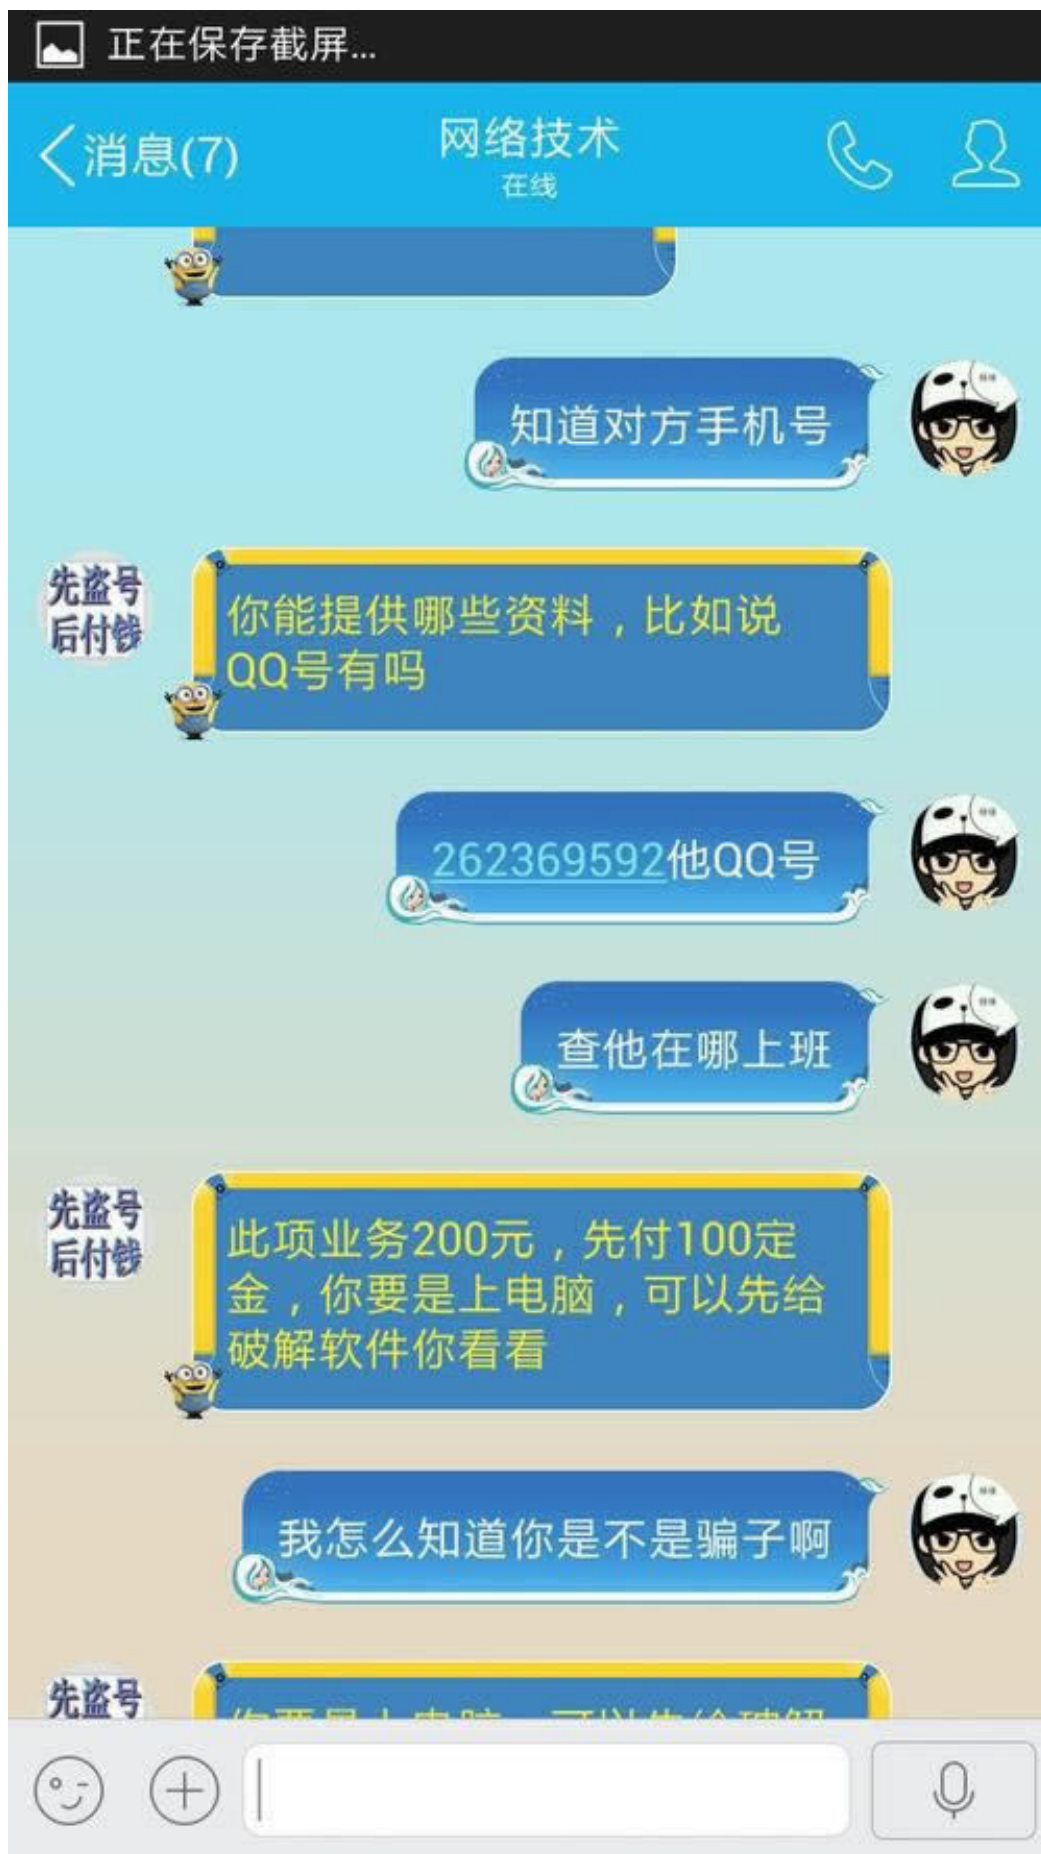 正在保存截屏...
消息(7)
网络技术
在线
知道对方手机号
先盗号
后付钱
你能提供哪些资料，比如说
QQ号有吗
262369592他QQ号
查他在哪上班
先盗号
后付钱
此项业务200元，先付100定
金，你要是上电脑，可以先给
破解软件你看看
我怎么知道你是不是骗子啊
先盗号